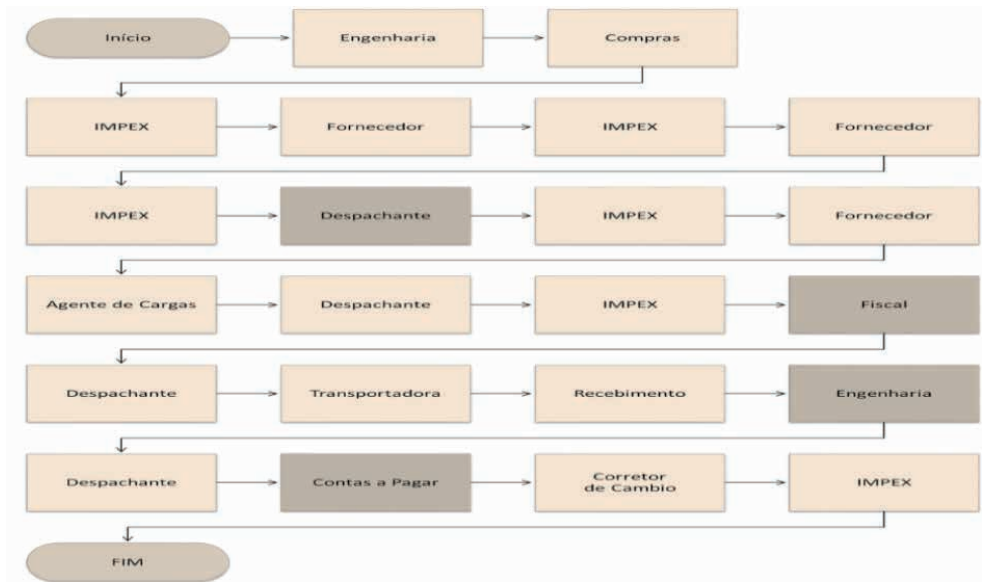 Início
Engenharia
Compras
IMPEX
Fornecedor
IMPEX
Fornecedor
IMPEX
Despachante
IMPEX
Fornecedor
Agente de Cargas
Despachante
IMPEX
Fiscal
Despachante
Transportadora
Recebimento
Engenharia
Despachante
Contas a Pagar
Corretor
de Cambio
IMPEX
FIM